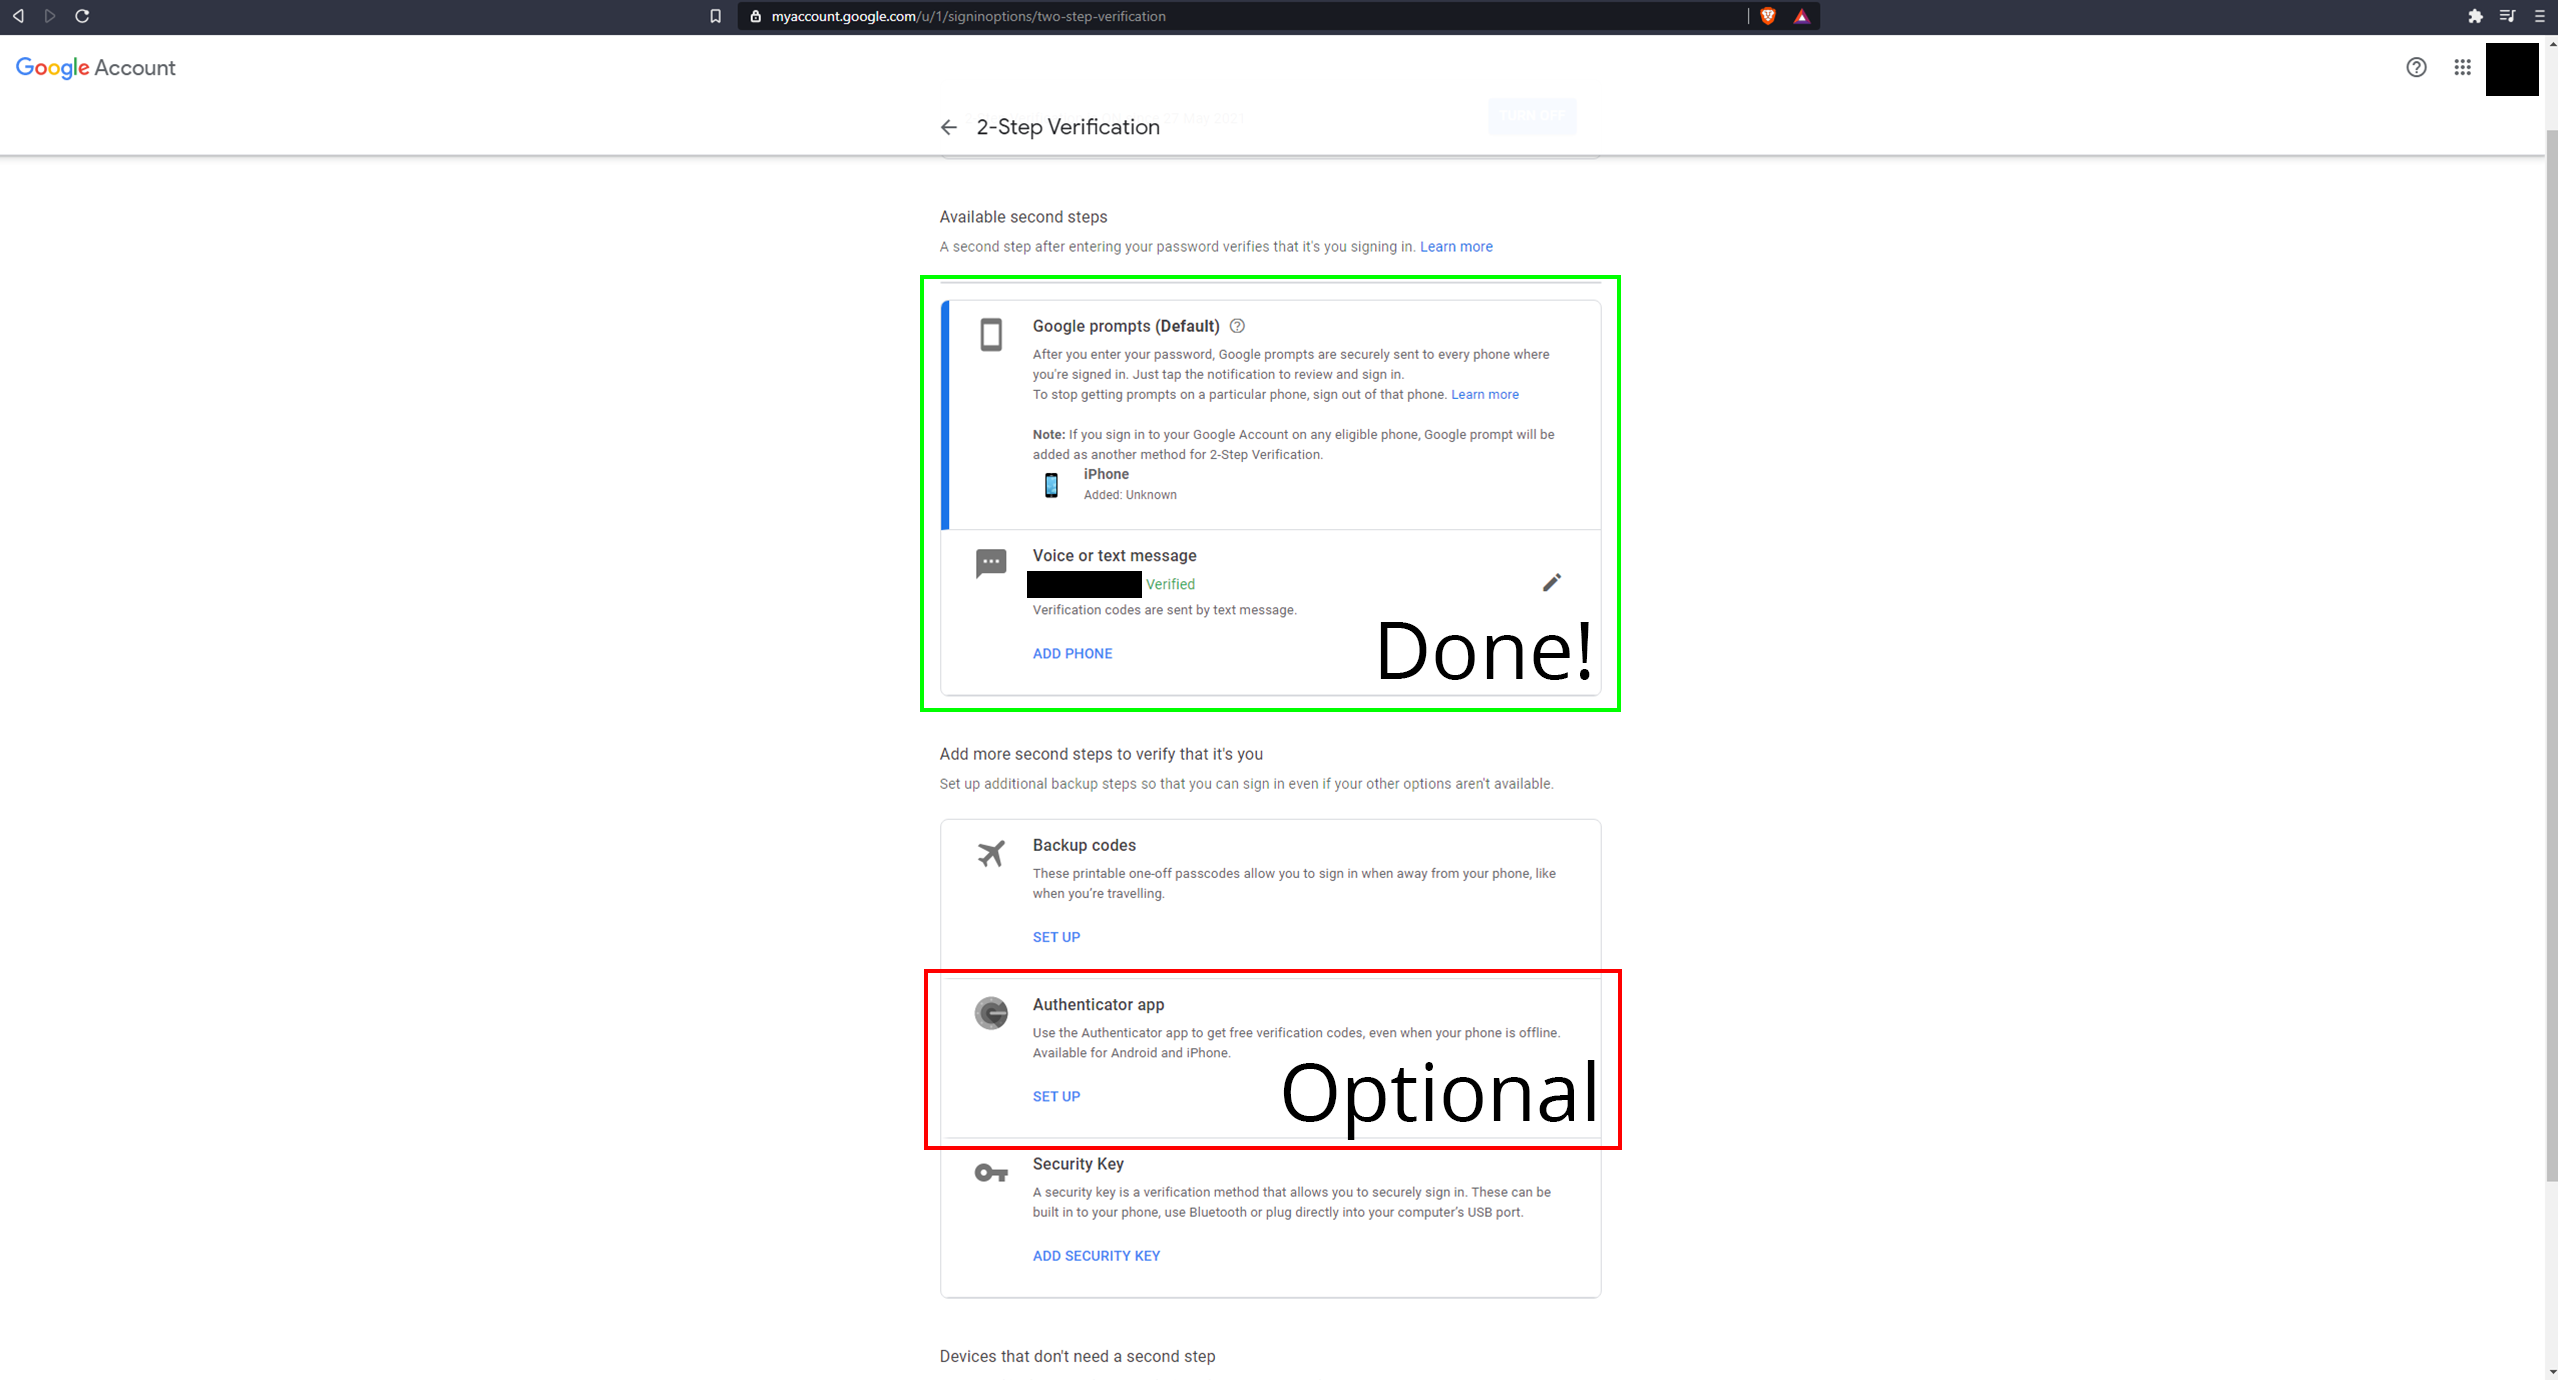 myaccount.google.com/u/1/signinoptions/two-step-verification
Google Account
2-Step Verification
TURN OFF
Available second steps
A second step after entering your password verifies that it's you signing in. Learn more
Google prompts (Default)
After you enter your password, Google prompts are securely sent to every phone where
you're signed in. Just tap the notification to review and sign in.
To stop getting prompts on a particular phone, sign out of that phone. Learn more
Note: If you sign in to your Google Account on any eligible phone, Google prompt will be
added as another method for 2-Step Verification.
iPhone
Added: Unknown
Voice or text message
Verified
Verification codes are sent by text message.
Done!
ADD PHONE
Add more second steps to verify that it's you
Set up additional backup steps so that you can sign in even if your other options aren't available.
Backup codes
These printable one-off passcodes allow you to sign in when away from your phone, like
when you're travelling.
SET UP
Authenticator app
Use the Authenticator app to get free verification codes, even when your phone is offline.
Available for Android and iPhone.
SET UP
Optional
Security Key
A security key is a verification method that allows you to securely sign in. These can be
built in to your phone, use Bluetooth or plug directly into your computer's USB port.
ADD SECURITY KEY
Devices that don't need a second step